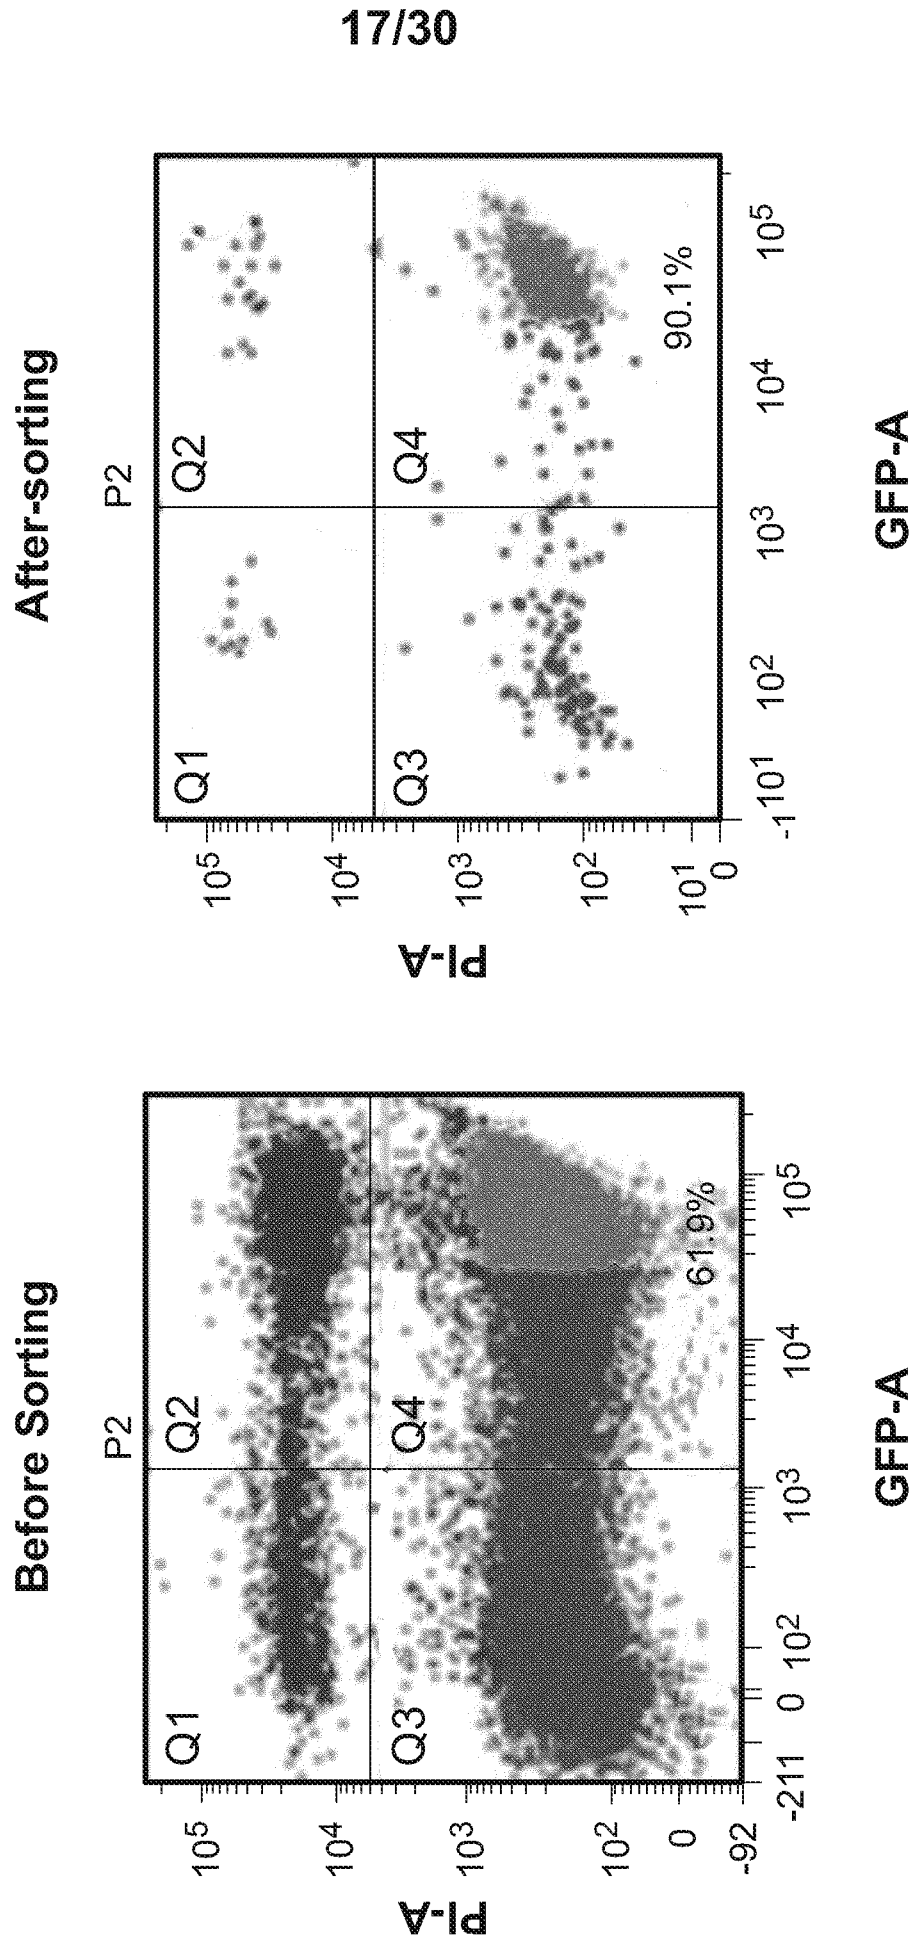 17/30
Before Sorting
P2
Q1
Q2
Q3
Q4
61.9%
PI-A
10⁵
10⁴
10³
10²
0
-92
-211
0
10²
10³
10⁴
10⁵
GFP-A
After-sorting
P2
Q1
Q2
Q3
Q4
90.1%
PI-A
10⁵
10⁴
10³
10²
10¹
0
-10¹
10²
10³
10⁴
10⁵
GFP-A